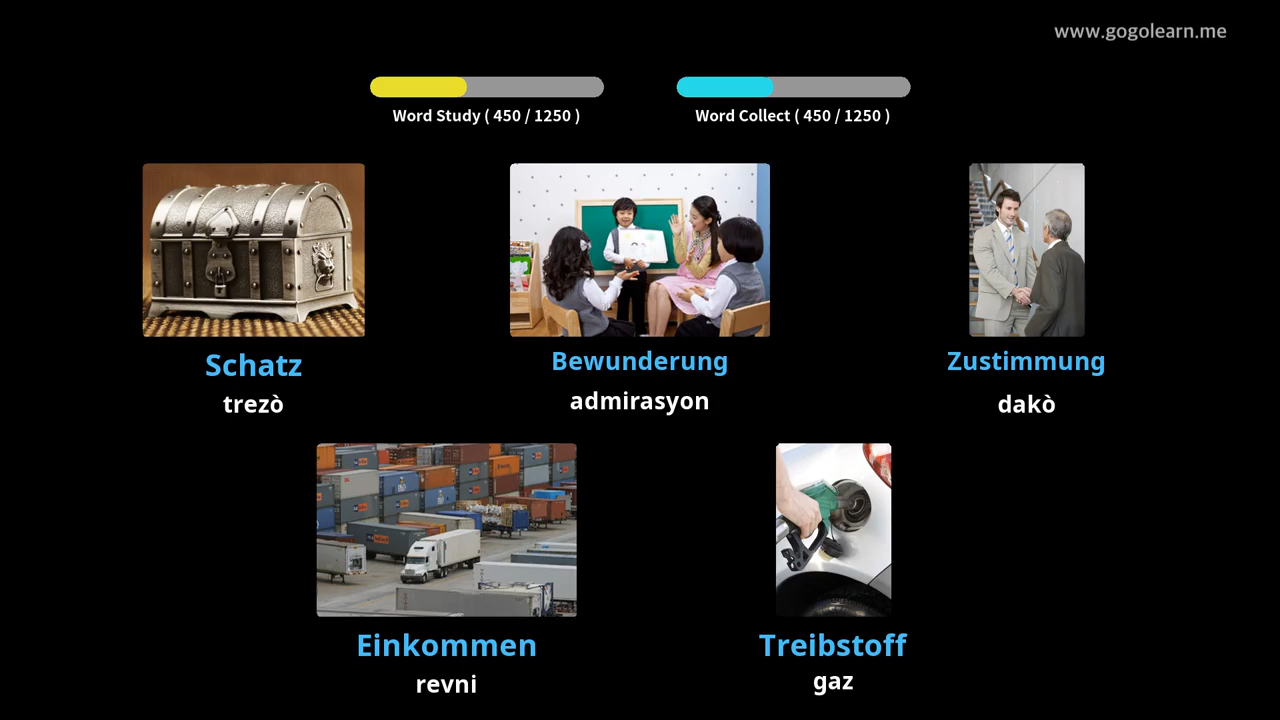 www.gogolearn.me
Word Study ( 450 / 1250 )
Word Collect ( 450 / 1250 )
Schatz
trezò
Bewunderung
admirasyon
Zustimmung
dakò
Einkommen
revni
Treibstoff
gaz